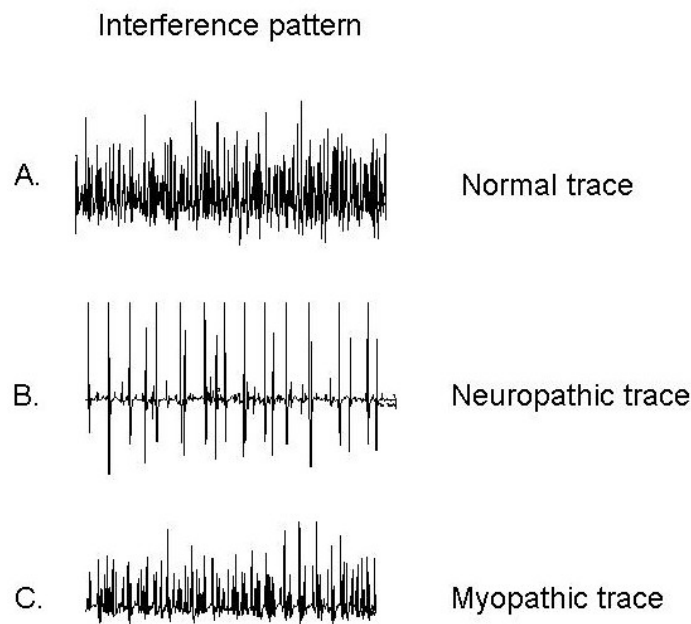 Interference pattern
A.
Normal trace
B.
Neuropathic trace
C.
Myopathic trace